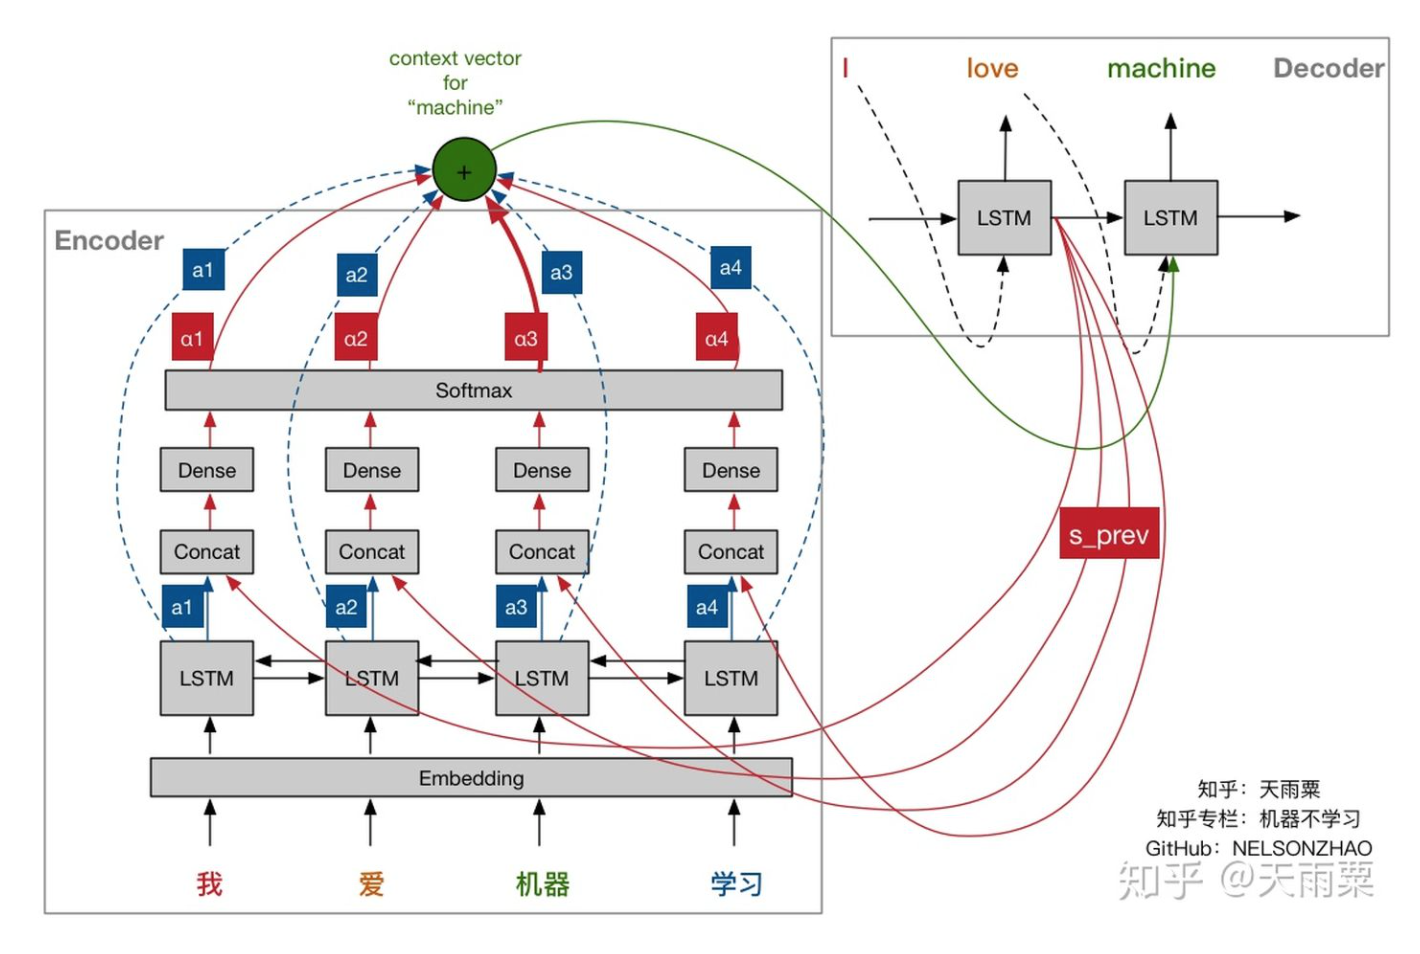 context vector
for
“machine”
I love machine Decoder
+
LSTM LSTM
Encoder
a1 a2 a3 a4
α1 α2 α3 α4
Softmax
Dense Dense Dense Dense
s_prev
Concat Concat Concat Concat
a1 a2 a3 a4
LSTM LSTM LSTM LSTM
Embedding
我 爱 机器 学习
知乎：天雨粟
知乎专栏：机器不学习
GitHub：NELSONZHAO
知乎 @天雨粟